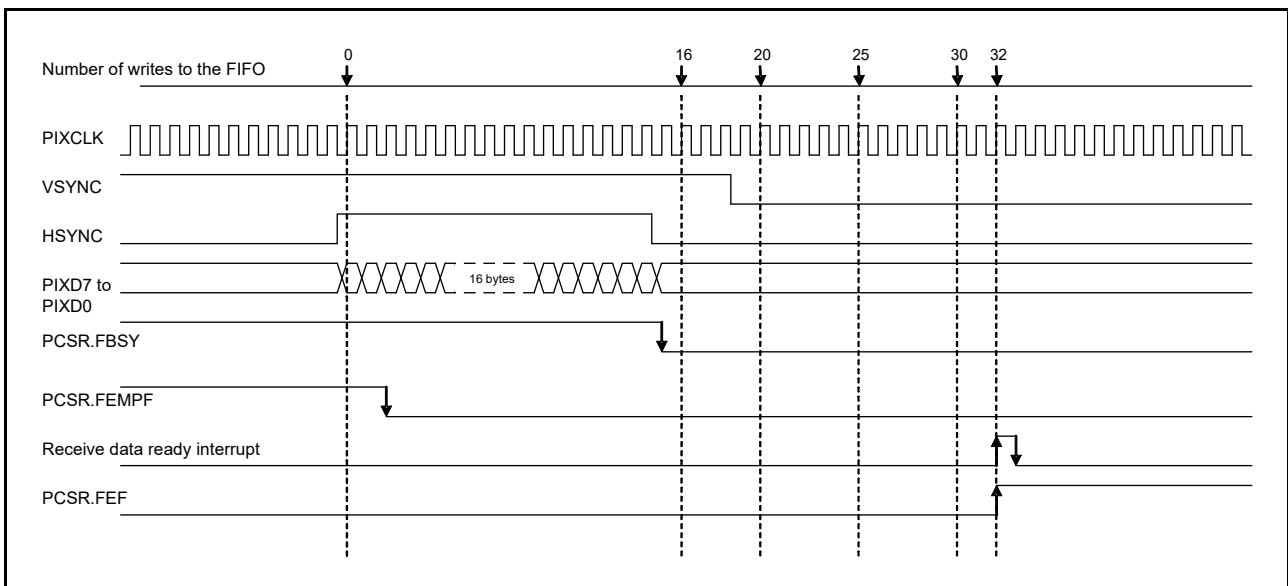 0 16 20 25 30 32
Number of writes to the FIFO
PIXCLK
VSYNC
HSYNC
PIXD7 to
PIXD0
16 bytes
PCSR.FBSY
PCSR.FEMPF
Receive data ready interrupt
PCSR.FEF